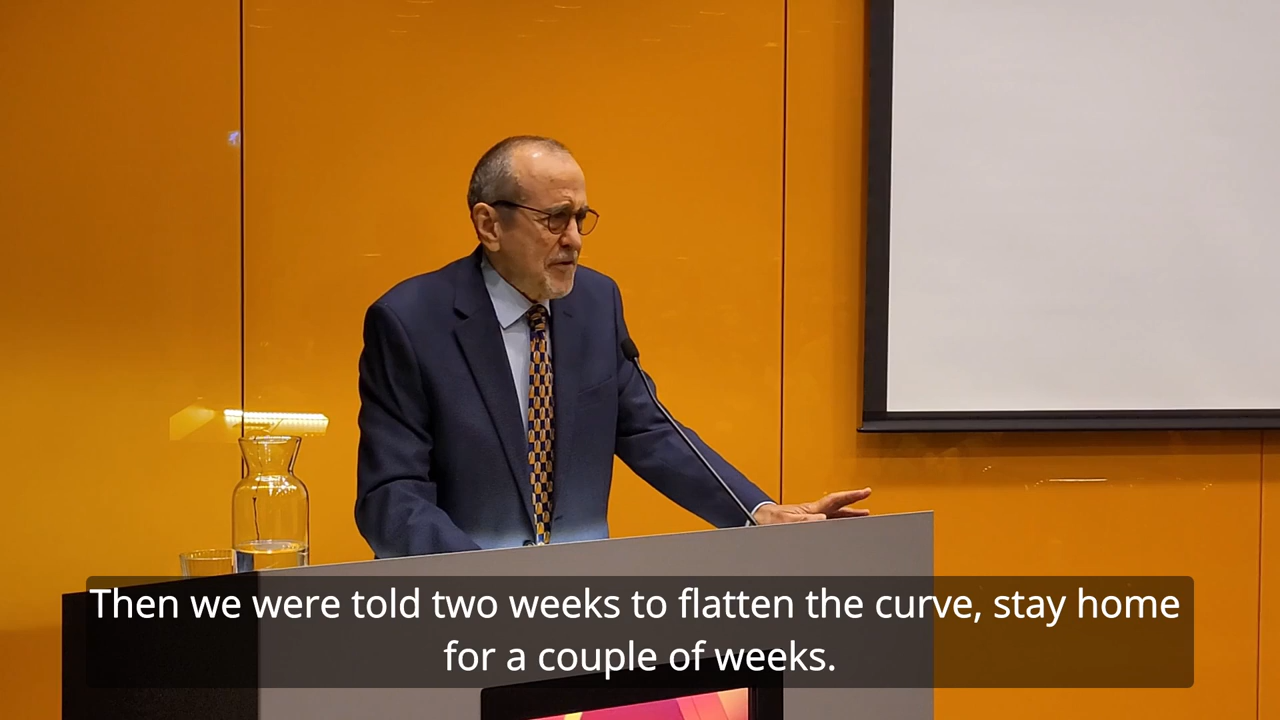 Then we were told two weeks to flatten the curve, stay home
for a couple of weeks.